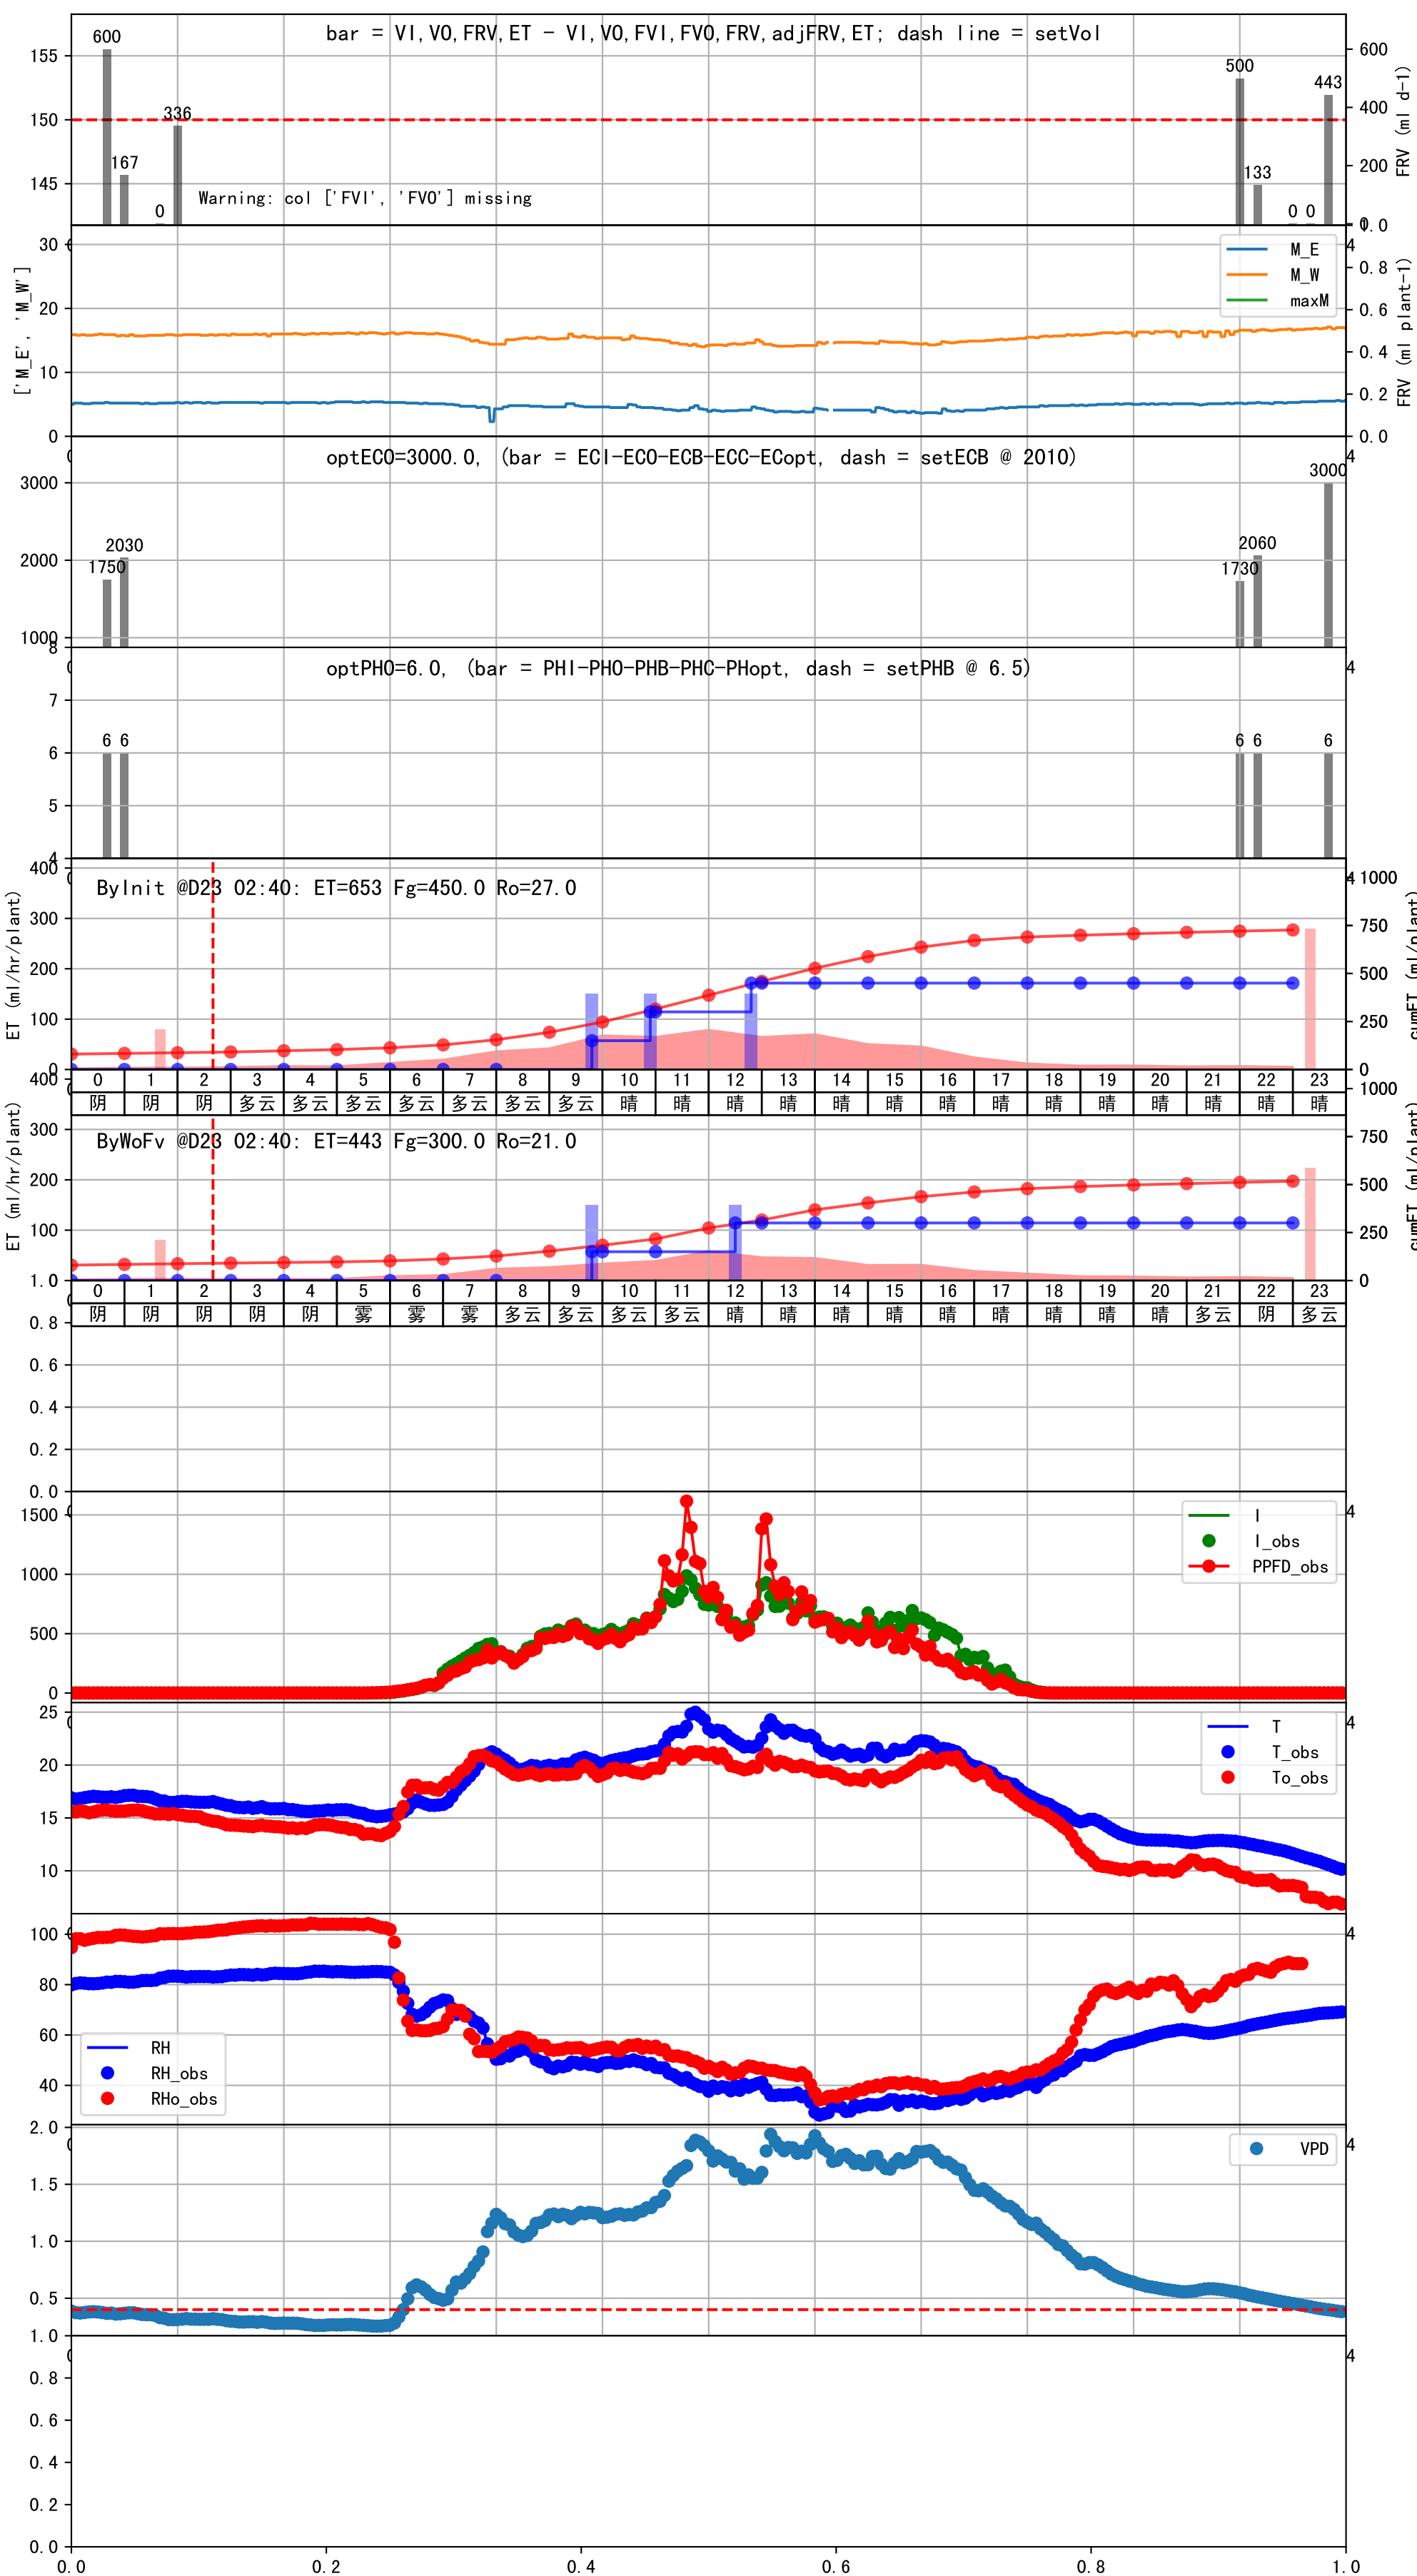 bar = VI,VO,FRV,ET - VI,VO,FVI,FVO,FRV,adjFRV,ET; dash line = setVol
600
167
0
336
500
133
0 0
443
155
150
145
600
400
200
FRV (ml d-1)
Warning: col ['FVI', 'FVO'] missing
30
20
10
0
['M_E', 'M_W']
M_E
M_W
maxM
0.8
0.6
0.4
0.2
0.0
FRV (ml plant-1)
optECO=3000.0, (bar = ECI-ECO-ECB-ECC-ECopt, dash = setECB @ 2010)
3000
2000
1000
1750
2030
1730
2060
3000
optPHO=6.0, (bar = PHI-PHO-PHB-PHC-PHopt, dash = setPHB @ 6.5)
8
7
6
5
4
6 6
6 6
6
ByInit @D23 02:40: ET=653 Fg=450.0 Ro=27.0
400
300
200
100
0
ET (ml/hr/plant)
1000
750
500
250
0
cumET (ml/plant)
0 1 2 3 4 5 6 7 8 9 10 11 12 13 14 15 16 17 18 19 20 21 22 23
阴 阴 阴 多云 多云 多云 多云 多云 多云 多云 晴 晴 晴 晴 晴 晴 晴 晴 晴 晴 晴 晴 晴 晴
ByWoFv @D23 02:40: ET=443 Fg=300.0 Ro=21.0
400
300
200
100
ET (ml/hr/plant)
1000
750
500
250
0
cumET (ml/plant)
0 1 2 3 4 5 6 7 8 9 10 11 12 13 14 15 16 17 18 19 20 21 22 23
阴 阴 阴 阴 阴 雾 雾 雾 多云 多云 多云 多云 晴 晴 晴 晴 晴 晴 晴 晴 晴 多云 阴 多云
1.0
0.8
0.6
0.4
0.2
0.0
1500
1000
500
0
I
I_obs
PPFD_obs
25
20
15
10
T
T_obs
To_obs
100
80
60
40
RH
RH_obs
RHo_obs
2.0
1.5
1.0
0.5
VPD
1.0
0.8
0.6
0.4
0.2
0.0
0.0 0.2 0.4 0.6 0.8 1.0